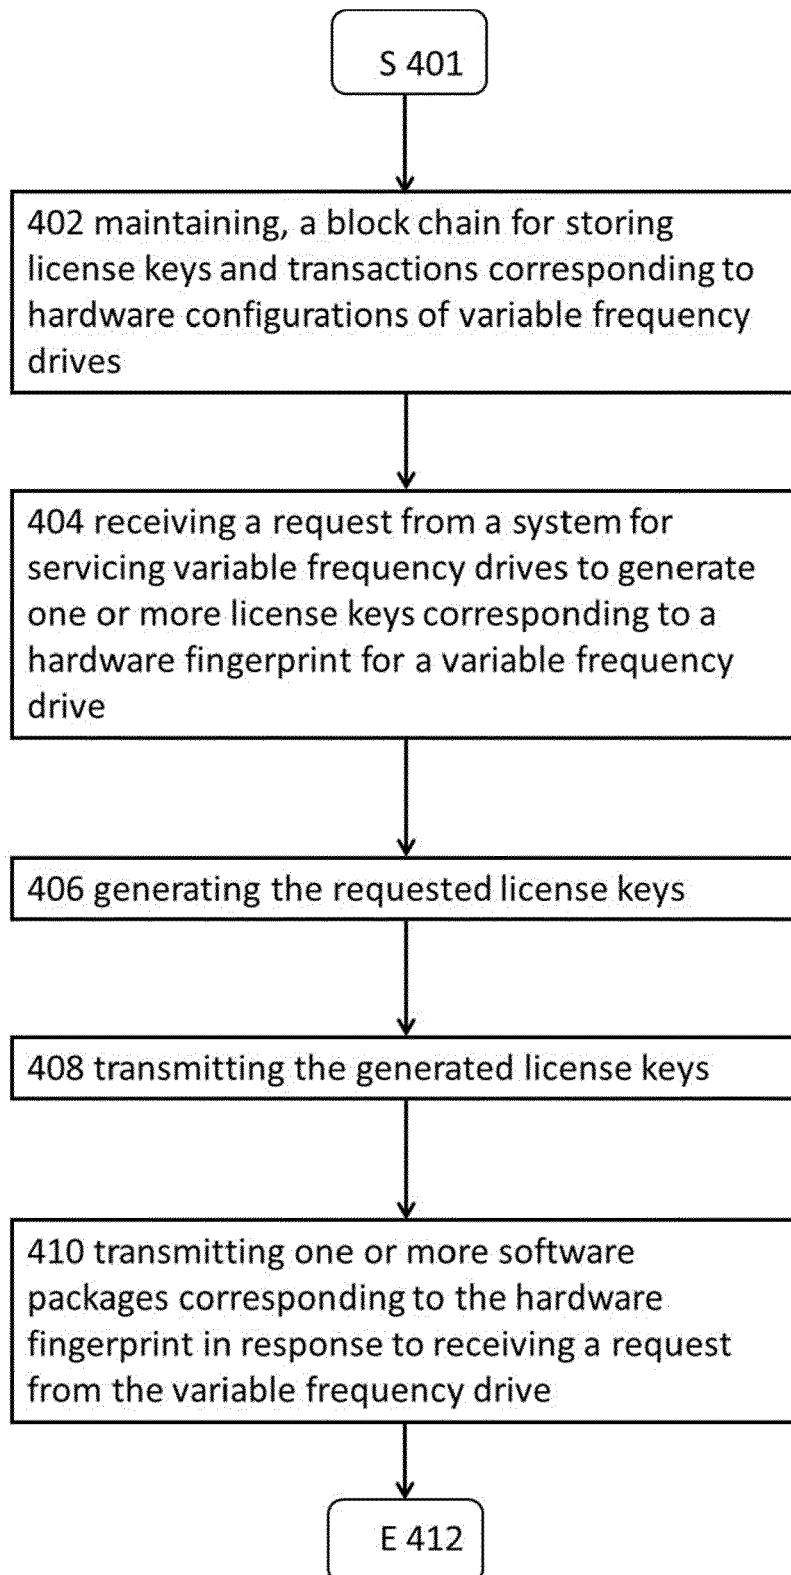 S 401
402 maintaining, a block chain for storing
license keys and transactions corresponding to
hardware configurations of variable frequency
drives
404 receiving a request from a system for
servicing variable frequency drives to generate
one or more license keys corresponding to a
hardware fingerprint for a variable frequency
drive
406 generating the requested license keys
408 transmitting the generated license keys
410 transmitting one or more software
packages corresponding to the hardware
fingerprint in response to receiving a request
from the variable frequency drive
E 412